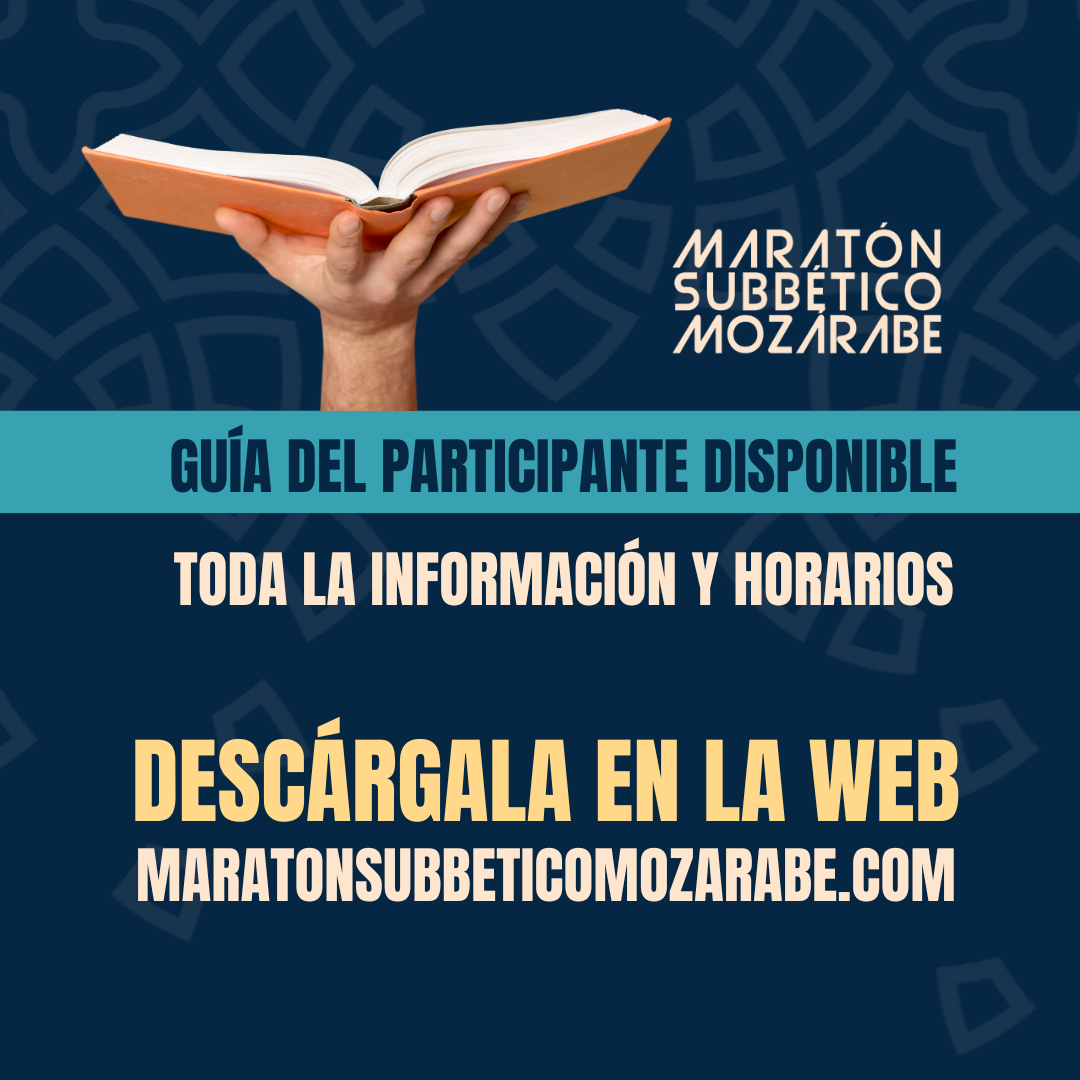 MARATÓN
SUBBÉTICO
MOZÁRABE
GUÍA DEL PARTICIPANTE DISPONIBLE
TODA LA INFORMACIÓN Y HORARIOS
DESCÁRGALA EN LA WEB
MARATONSUBBETICOMOZARABE.COM